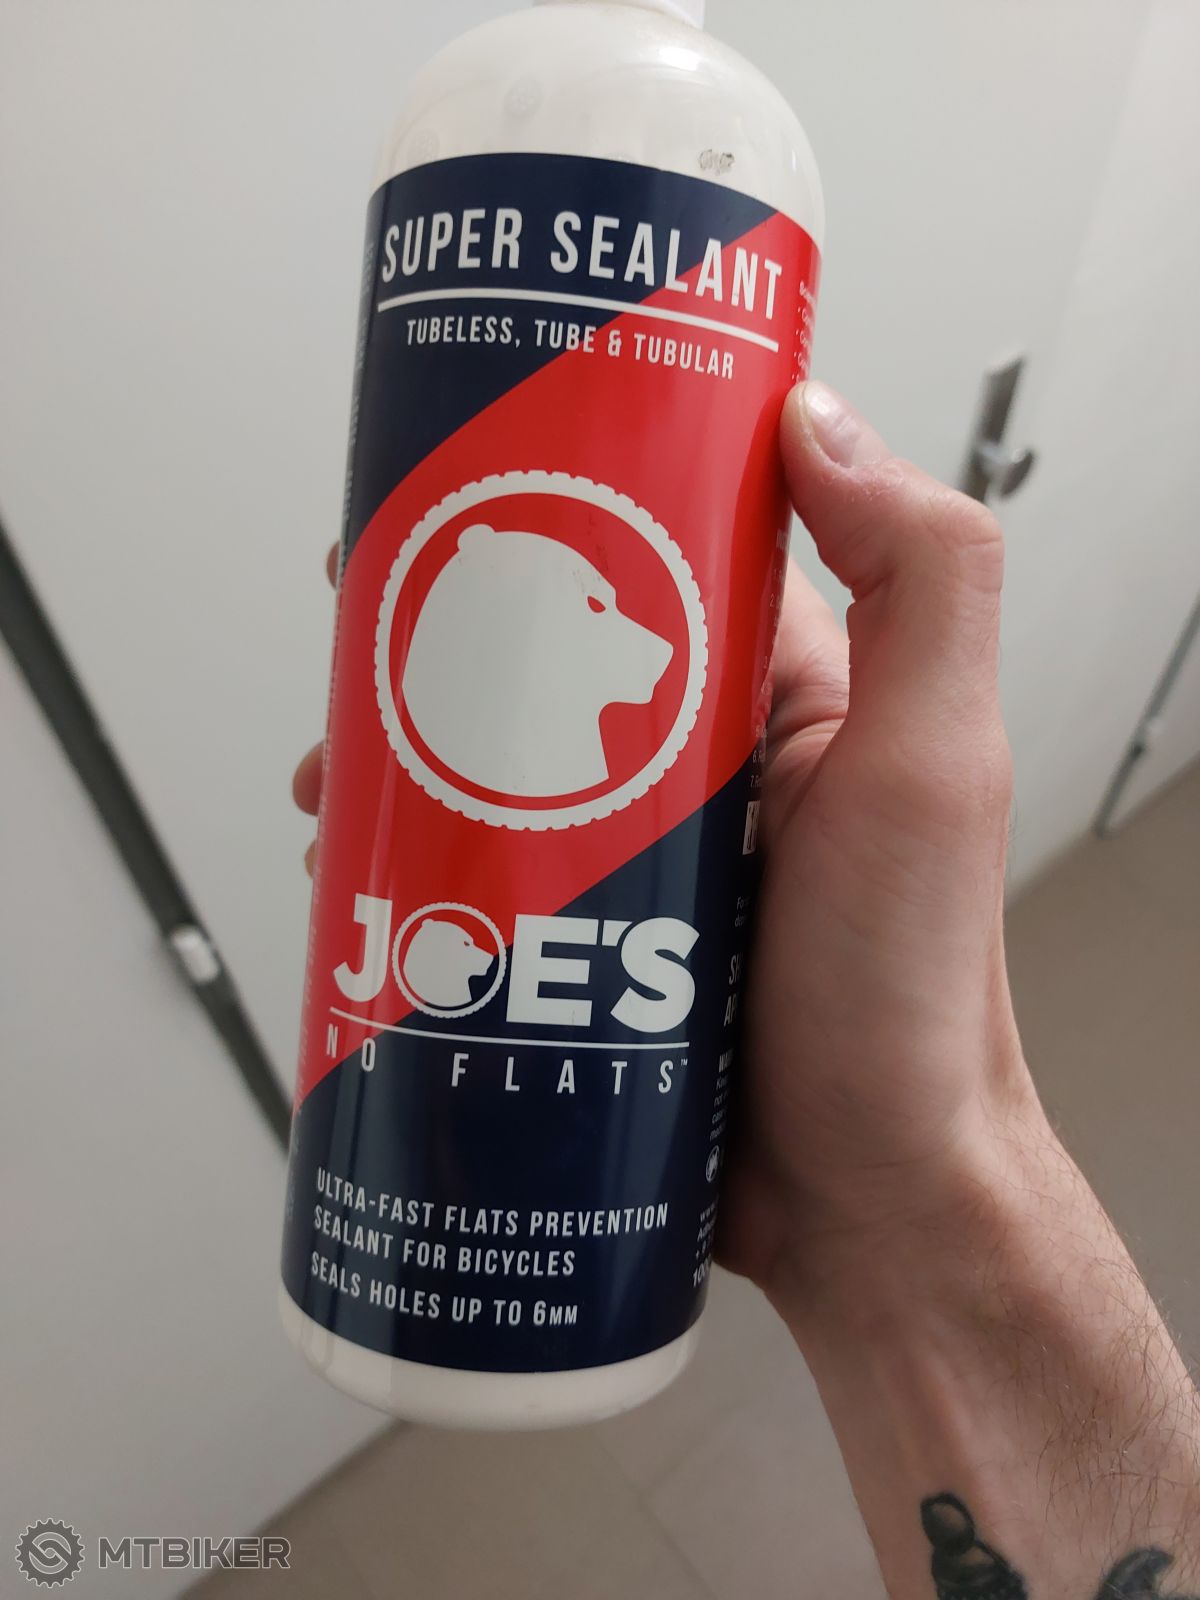 SUPER SEALANT
TUBELESS, TUBE & TUBULAR
JOE'S
NO FLATS™
ULTRA-FAST FLATS PREVENTION
SEALANT FOR BICYCLES
SEALS HOLES UP TO 6MM
MTBIKER